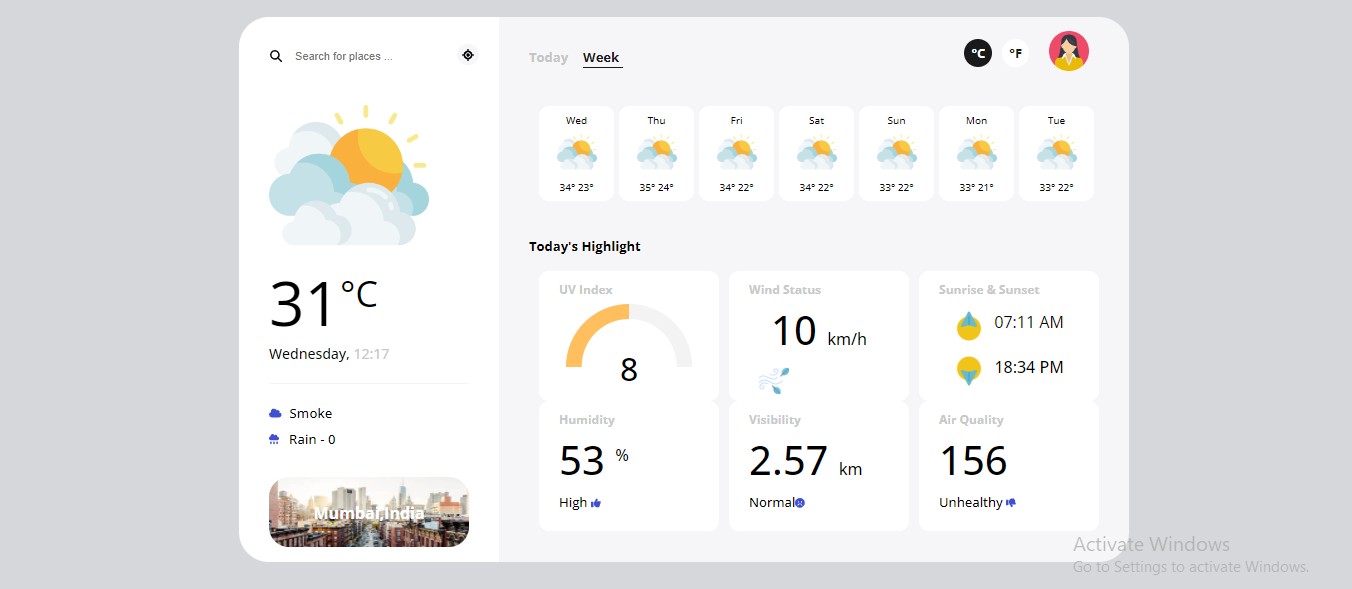 Search for places ...
31 °C
Wednesday, 12:17
Smoke
Rain - 0
Mumbai,India
Today Week
°C °F
Wed Thu Fri Sat Sun Mon Tue
34° 23° 35° 24° 34° 22° 34° 22° 33° 22° 33° 21° 33° 22°
Today's Highlight
UV Index
8
Wind Status
10 km/h
Sunrise & Sunset
07:11 AM
18:34 PM
Humidity
53 %
High
Visibility
2.57 km
Normal
Air Quality
156
Unhealthy
Activate Windows
Go to Settings to activate Windows.